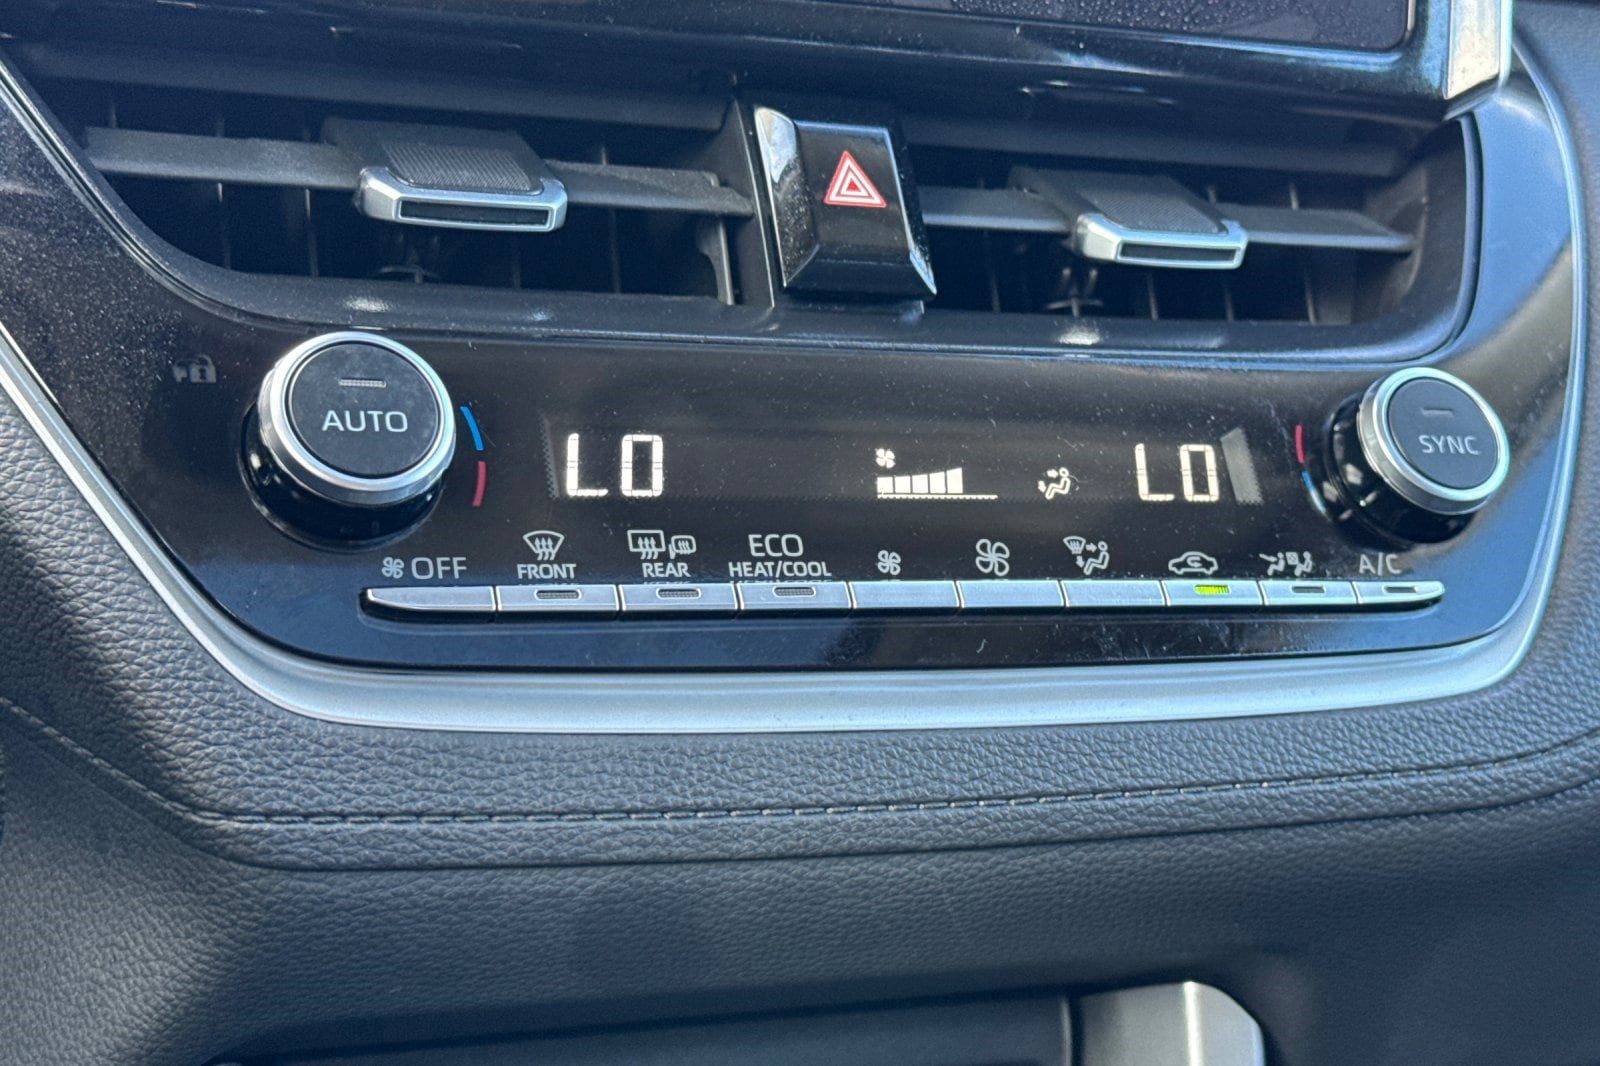 AUTO
LO
LO
SYNC
OFF
FRONT
REAR
ECO
HEAT/COOL
A/C